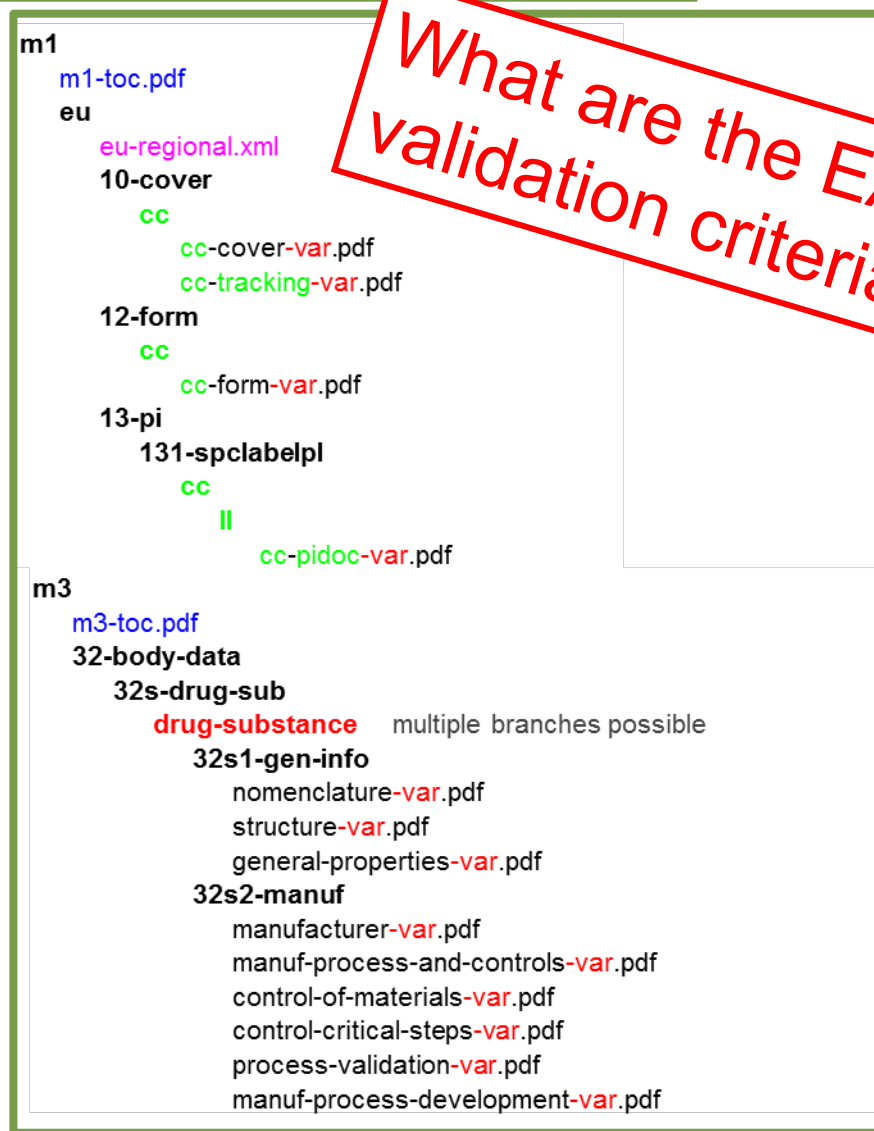 What are the
validation criteria
m1
m1-toc.pdf
eu
eu-regional.xml
10-cover
cc
cc-cover-var.pdf
cc-tracking-var.pdf
12-form
cc
cc-form-var.pdf
13-pi
131-spclabelpl
cc
ll
cc-pidoc-var.pdf
m3
m3-toc.pdf
32-body-data
32s-drug-sub
drug-substance multiple branches possible
32s1-gen-info
nomenclature-var.pdf
structure-var.pdf
general-properties-var.pdf
32s2-manuf
manufacturer-var.pdf
manuf-process-and-controls-var.pdf
control-of-materials-var.pdf
control-critical-steps-var.pdf
process-validation-var.pdf
manuf-process-development-var.pdf